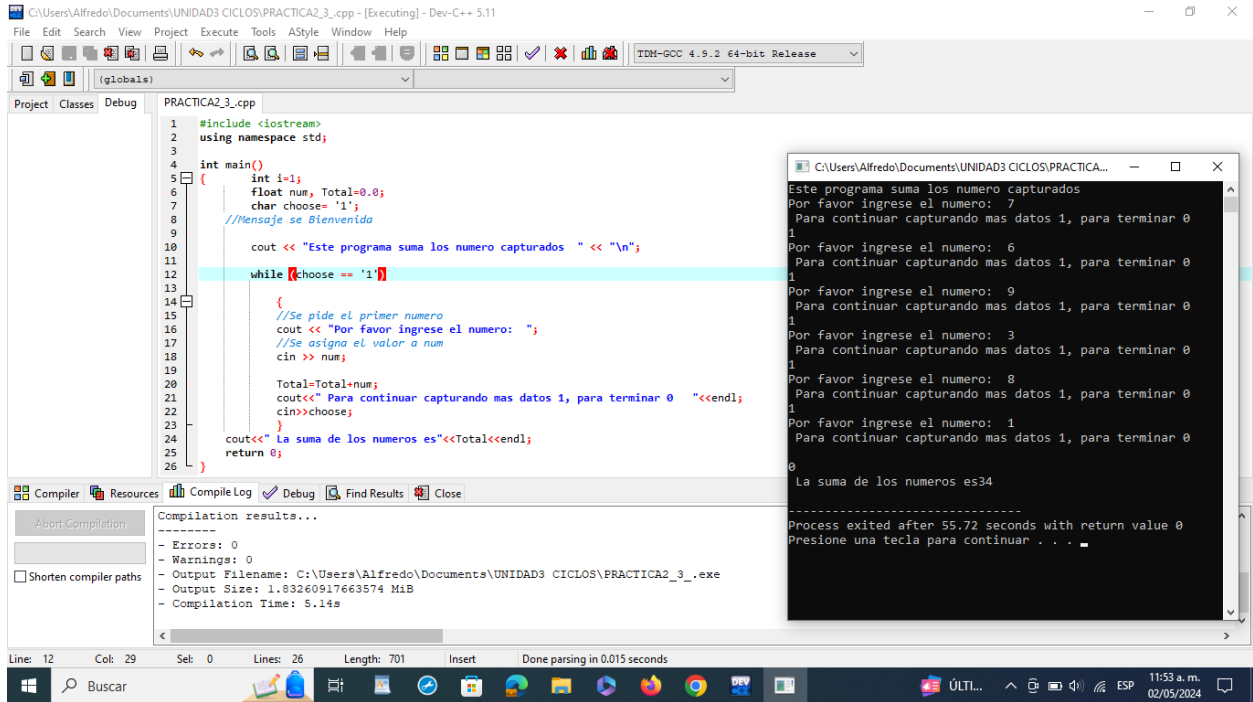 C:\Users\Alfredo\Documents\UNIDAD3 CICLOS\PRACTICA2_3_.cpp - [Executing] - Dev-C++ 5.11
File Edit Search View Project Execute Tools AStyle Window Help
TDM-GCC 4.9.2 64-bit Release
(globals)
Project Classes Debug
PRACTICA2_3_.cpp
1 #include <iostream>
2 using namespace std;
3
4 int main()
5 { int i=1;
6 float num, Total=0.0;
7 char choose= '1';
8 //Mensaje se Bienvenida
9
10 cout << "Este programa suma los numero capturados  " << "\n";
11
12 while (choose == '1')
13
14 {
15 //Se pide el primer numero
16 cout << "Por favor ingrese el numero:  ";
17 //Se asigna el valor a num
18 cin >> num;
19
20 Total=Total+num;
21 cout<<" Para continuar capturando mas datos 1, para terminar 0   "<<endl;
22 cin>>choose;
23 }
24 cout<<" La suma de los numeros es"<<Total<<endl;
25 return 0;
26 }
C:\Users\Alfredo\Documents\UNIDAD3 CICLOS\PRACTICA...
Este programa suma los numero capturados
Por favor ingrese el numero:  7
Para continuar capturando mas datos 1, para terminar 0
1
Por favor ingrese el numero:  6
Para continuar capturando mas datos 1, para terminar 0
1
Por favor ingrese el numero:  9
Para continuar capturando mas datos 1, para terminar 0
1
Por favor ingrese el numero:  3
Para continuar capturando mas datos 1, para terminar 0
1
Por favor ingrese el numero:  8
Para continuar capturando mas datos 1, para terminar 0
1
Por favor ingrese el numero:  1
Para continuar capturando mas datos 1, para terminar 0
0
La suma de los numeros es34
--------------------------------
Process exited after 55.72 seconds with return value 0
Presione una tecla para continuar . . .
Compiler Resources Compile Log Debug Find Results Close
Abort Compilation
Shorten compiler paths
Compilation results...
--------
- Errors: 0
- Warnings: 0
- Output Filename: C:\Users\Alfredo\Documents\UNIDAD3 CICLOS\PRACTICA2_3_.exe
- Output Size: 1.83260917663574 MiB
- Compilation Time: 5.14s
Line: 12 Col: 29 Sel: 0 Lines: 26 Length: 701 Insert Done parsing in 0.015 seconds
Buscar
DEV
ÚLTI...
ESP
11:53 a. m.
02/05/2024